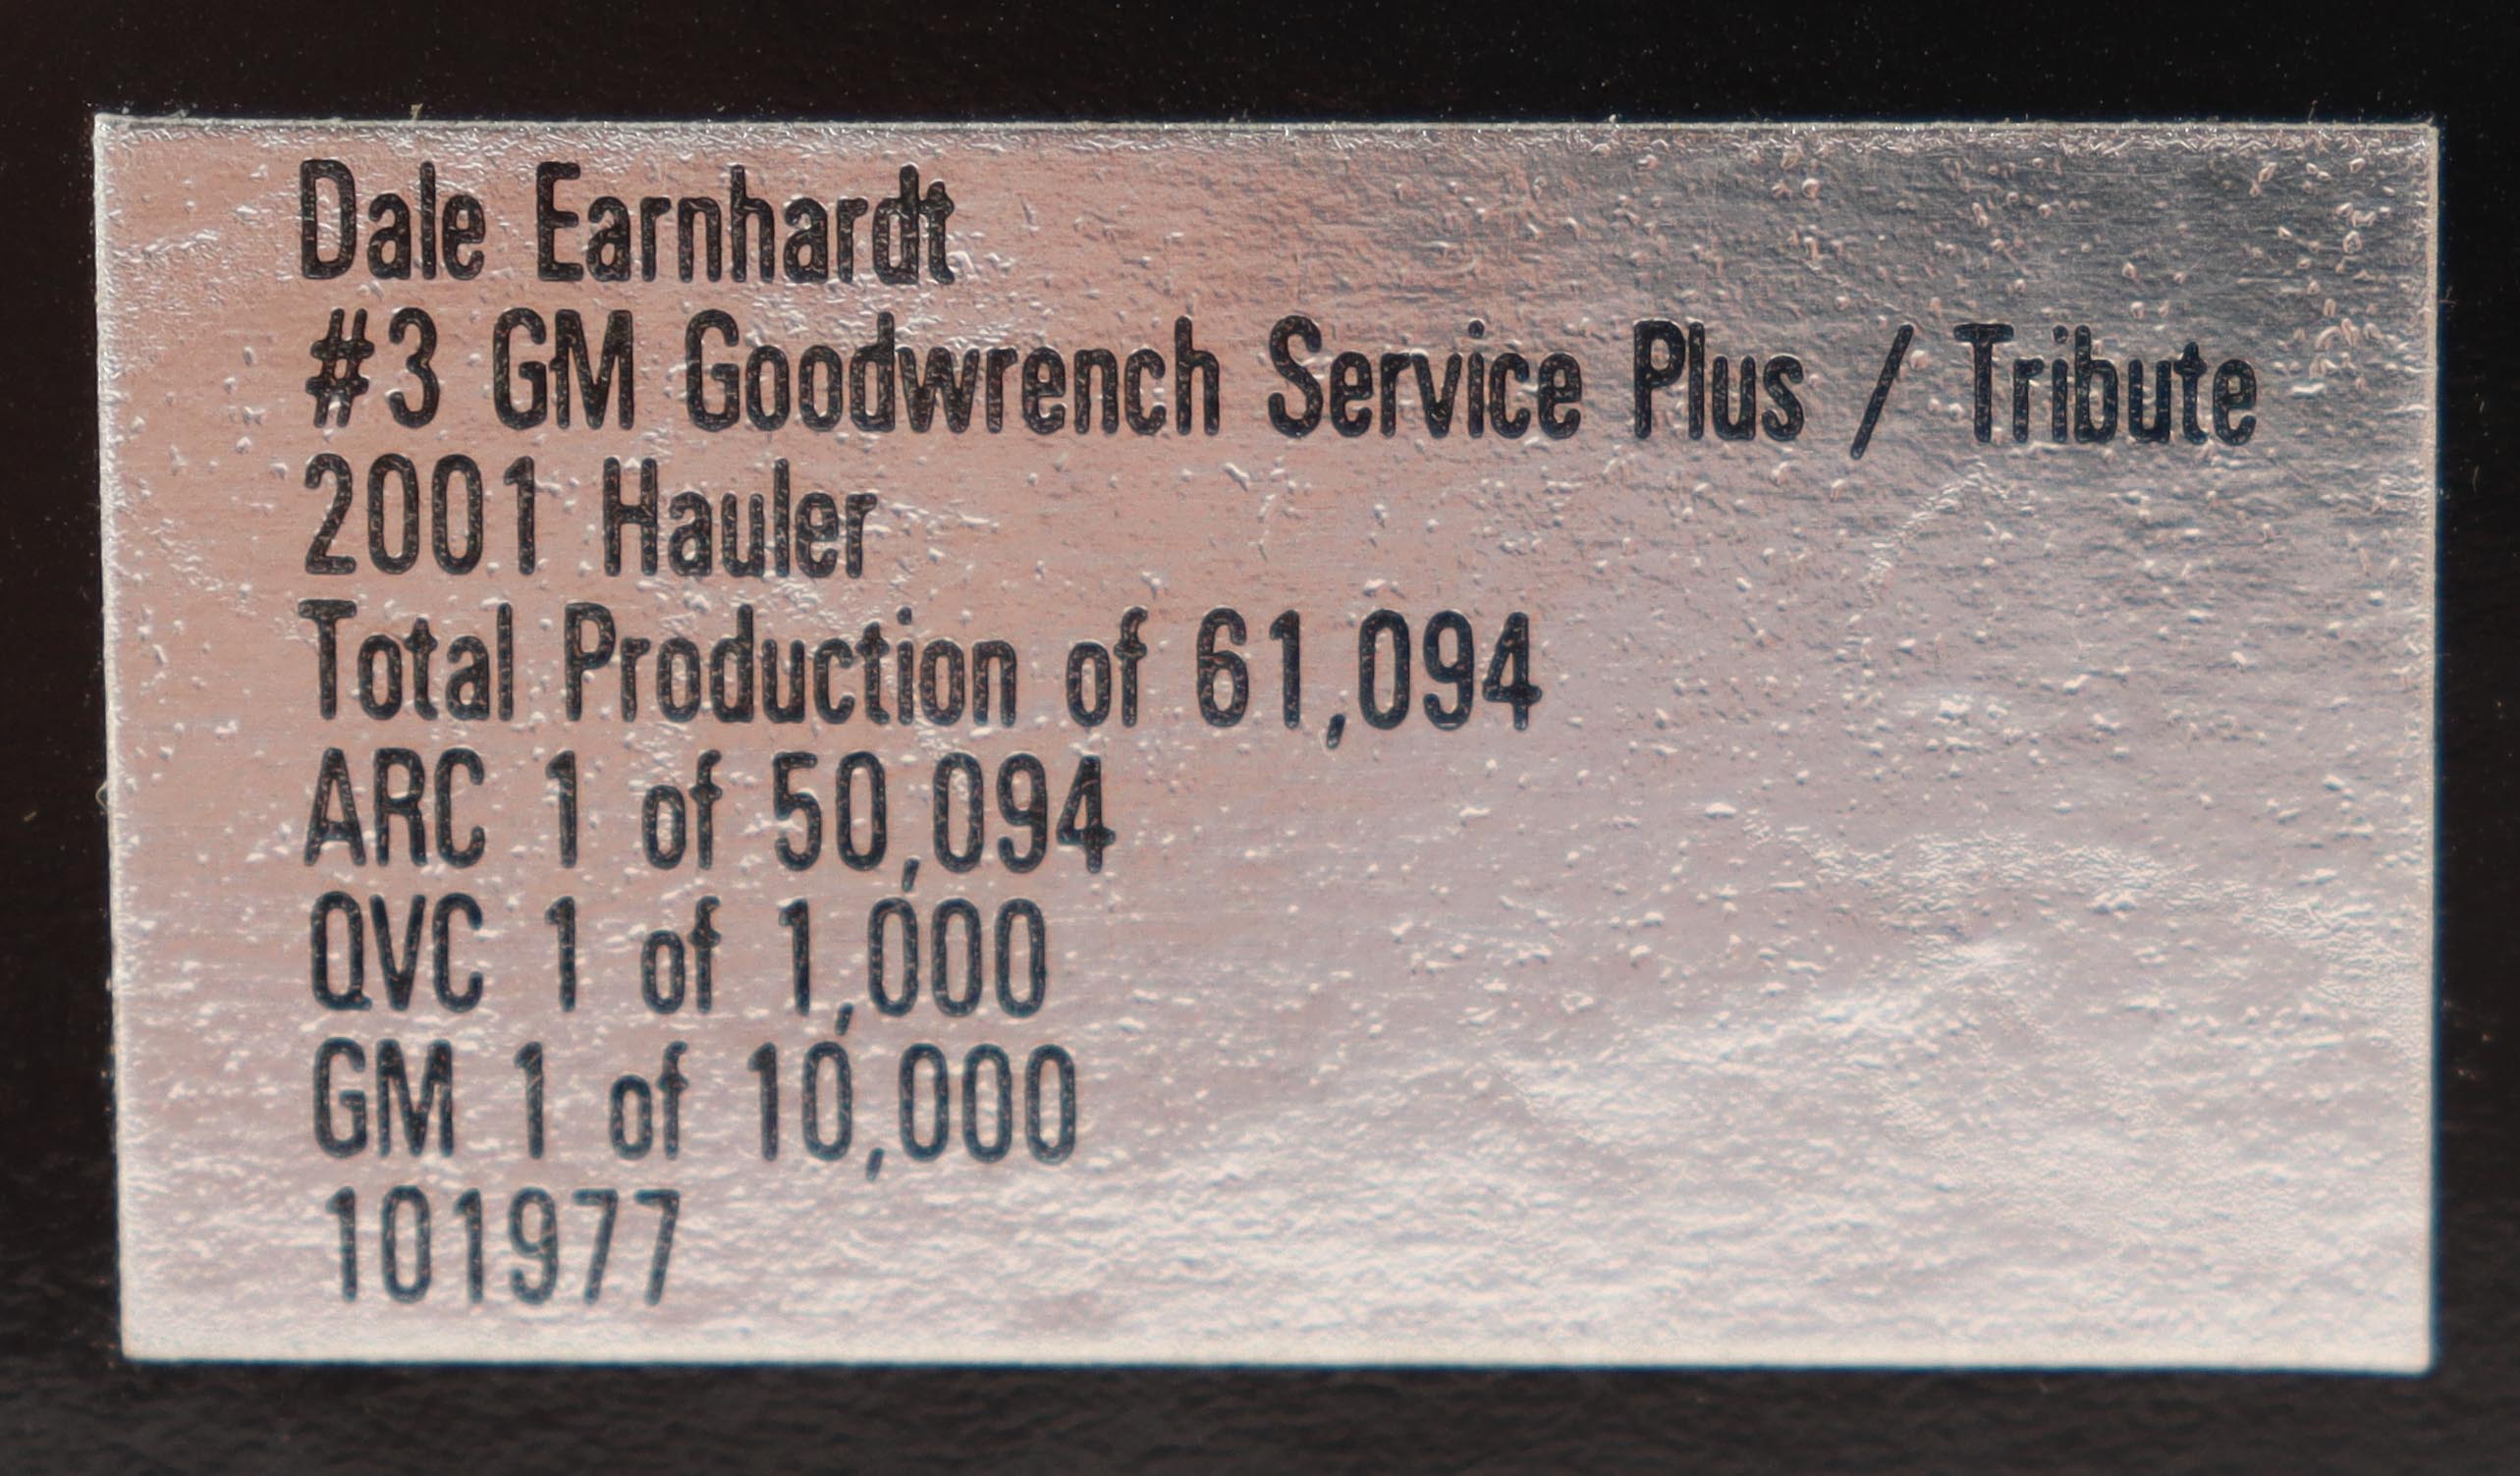 Dale Earnhardt
#3 GM Goodwrench Service Plus / Tribute
2001 Hauler
Total Production of 61,094
ARC 1 of 50,094
QVC 1 of 1,000
GM 1 of 10,000
101977